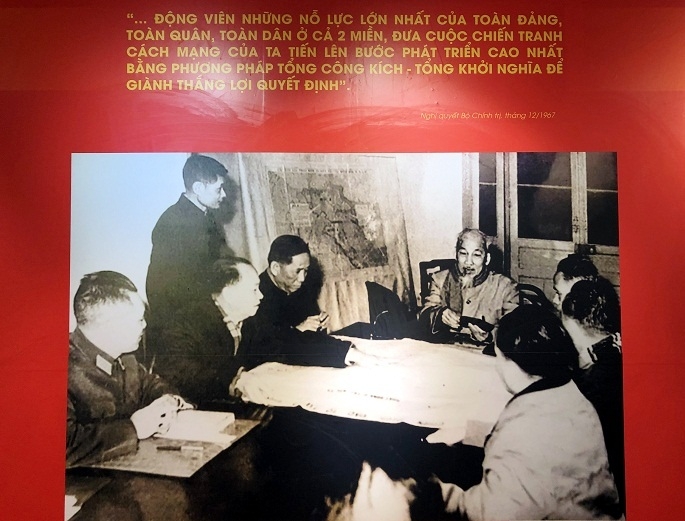 “... ĐỘNG VIÊN NHỮNG NỖ LỰC LỚN NHẤT CỦA TOÀN ĐẢNG,
TOÀN QUÂN, TOÀN DÂN Ở CẢ 2 MIỀN, ĐƯA CUỘC CHIẾN TRANH
CÁCH MẠNG CỦA TA TIẾN LÊN BƯỚC PHÁT TRIỂN CAO NHẤT
BẰNG PHƯƠNG PHÁP TỔNG CÔNG KÍCH - TỔNG KHỞI NGHĨA ĐỂ
GIÀNH THẮNG LỢI QUYẾT ĐỊNH”.
Nghị quyết Bộ Chính trị, tháng 12/1967